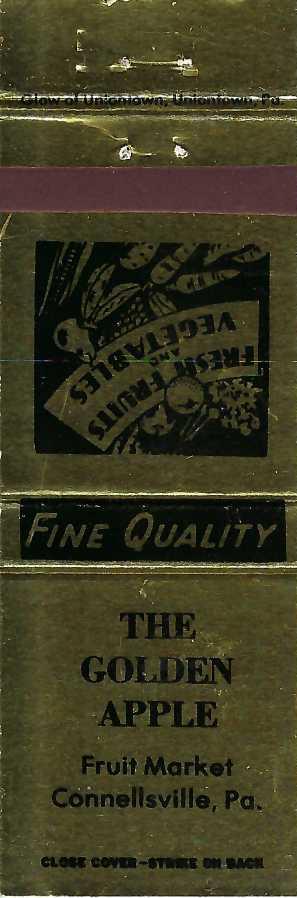 Glow of Uniontown, Uniontown, Pa.
FRESH FRUITS
AND
VEGETABLES
FINE QUALITY
THE
GOLDEN
APPLE
Fruit Market
Connellsville, Pa.
CLOSE COVER-STRIKE ON BACK